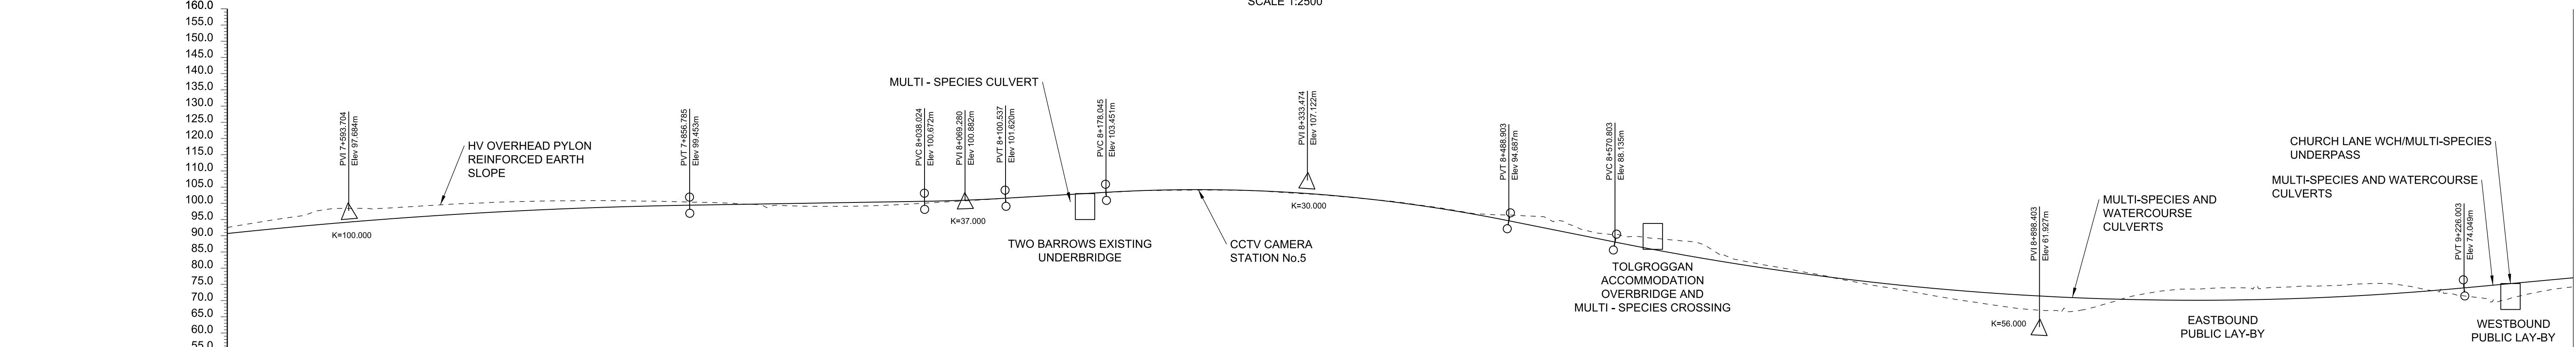 SCALE 1:2500
160.0
155.0
150.0
145.0
140.0
135.0
130.0
125.0
120.0
115.0
110.0
105.0
100.0
95.0
90.0
85.0
80.0
75.0
70.0
65.0
60.0
55.0
PVI 7+593.704
Elev 97.684m
K=100.000
HV OVERHEAD PYLON
REINFORCED EARTH
SLOPE
PVT 7+856.785
Elev 99.453m
PVC 8+038.024
Elev 100.672m
PVI 8+069.280
Elev 100.882m
K=37.000
PVT 8+100.537
Elev 101.620m
MULTI - SPECIES CULVERT
TWO BARROWS EXISTING
UNDERBRIDGE
PVC 8+178.045
Elev 103.451m
CCTV CAMERA
STATION No.5
PVI 8+333.474
Elev 107.122m
K=30.000
PVT 8+488.903
Elev 94.687m
PVC 8+570.803
Elev 88.135m
TOLGROGGAN
ACCOMMODATION
OVERBRIDGE AND
MULTI - SPECIES CROSSING
PVI 8+898.403
Elev 61.927m
K=56.000
MULTI-SPECIES AND
WATERCOURSE
CULVERTS
EASTBOUND
PUBLIC LAY-BY
CHURCH LANE WCH/MULTI-SPECIES
UNDERPASS
MULTI-SPECIES AND WATERCOURSE
CULVERTS
PVT 9+226.003
Elev 74.049m
WESTBOUND
PUBLIC LAY-BY